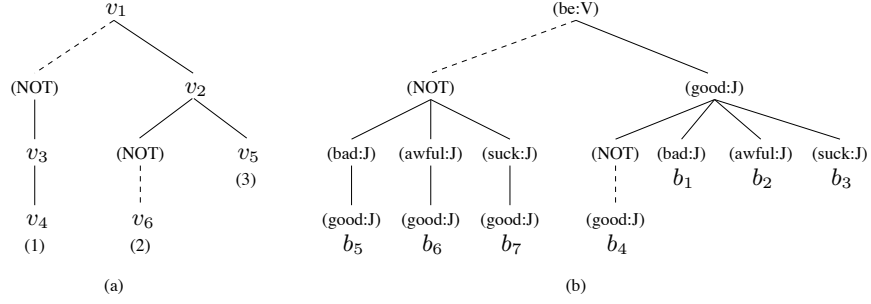 v₁ (be:V)
(NOT) v₂ (NOT) (good:J)
v₃ (NOT) v₅ (bad:J) (awful:J) (suck:J) (NOT) (bad:J) (awful:J) (suck:J)
(3) b₁ b₂ b₃
v₄ v₆ (good:J) (good:J) (good:J) (good:J)
(1) (2) b₅ b₆ b₇ b₄
(a) (b)